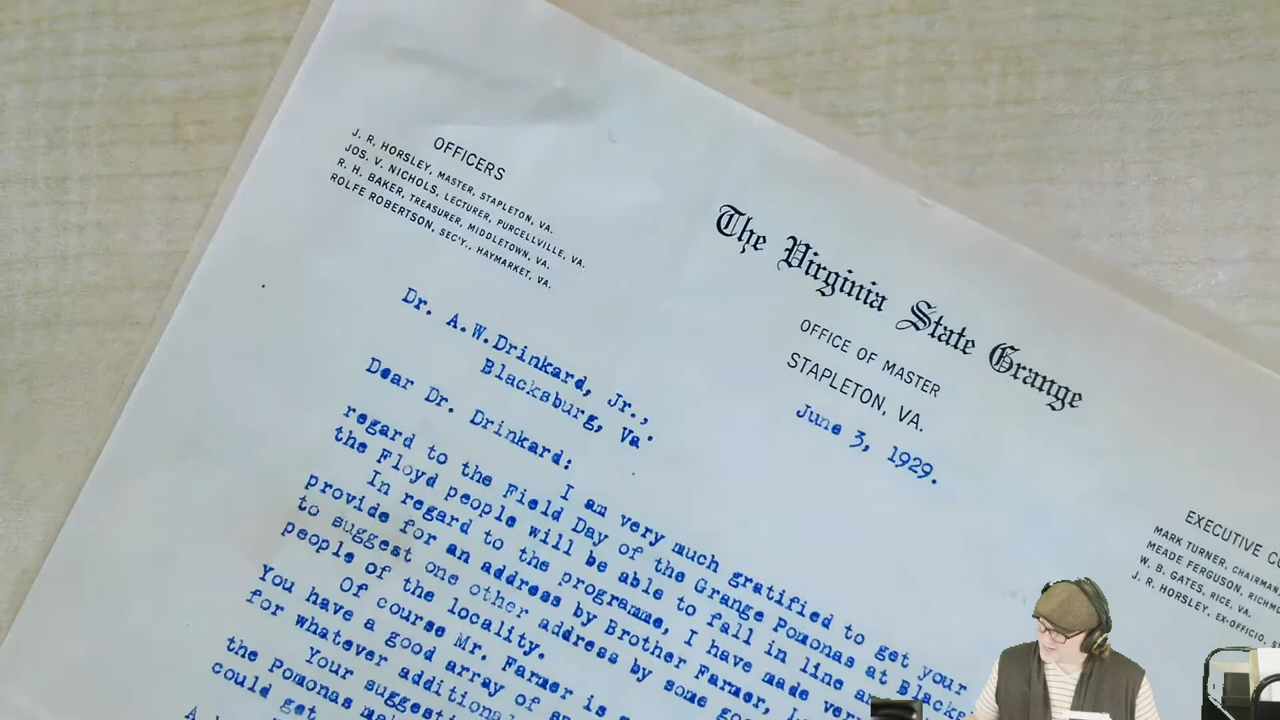 OFFICERS
J. R. HORSLEY, MASTER, STAPLETON, VA.
JOS. V. NICHOLS, LECTURER, PURCELLVILLE, VA.
R. H. BAKER, TREASURER, MIDDLETOWN, VA.
ROLFE ROBERTSON, SEC'Y., HAYMARKET, VA.
The Virginia State Grange
OFFICE OF MASTER
STAPLETON, VA.
June 3, 1929.
EXECUTIVE
MARK TURNER, CHAIRMAN,
MEADE FERGUSON,
W. B. GATES, RICE, VA.
J. R. HORSLEY, EX-OFFICIO,
Dr. A.W.Drinkard, Jr.,
Blacksburg, Va.
Dear Dr. Drinkard:
I am very much gratified to get your
regard to the Field Day of the Grange Pomonas at
the Floyd people will be able to fall in line
In regard to the programme, I have made
provide for an address by Brother Farmer,
to suggest one other address by some
people of the locality.
Of course Mr. Farmer is
You have a good array of
for whatever additional
Your
the Pomonas
could get